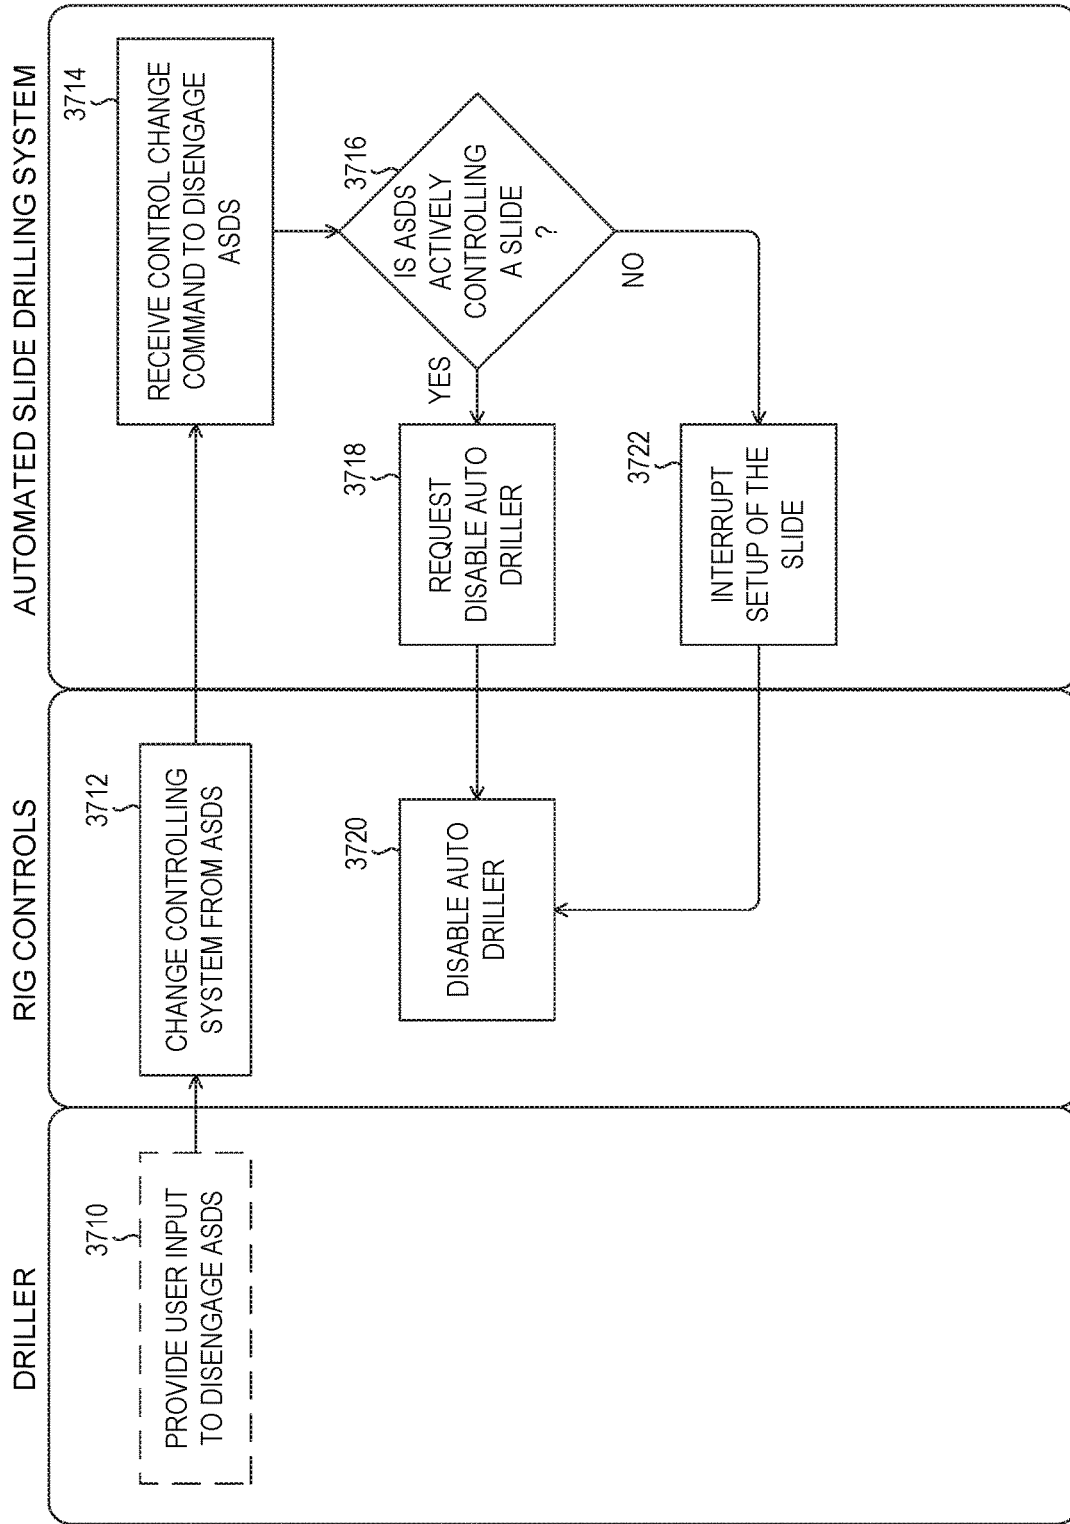 DRILLER
RIG CONTROLS
AUTOMATED SLIDE DRILLING SYSTEM
3710
PROVIDE USER INPUT
TO DISENGAGE ASDS
3712
CHANGE CONTROLLING
SYSTEM FROM ASDS
3714
RECEIVE CONTROL CHANGE
COMMAND TO DISENGAGE
ASDS
3716
IS ASDS
ACTIVELY
CONTROLLING
A SLIDE
?
YES
NO
3718
REQUEST
DISABLE AUTO
DRILLER
3720
DISABLE AUTO
DRILLER
3722
INTERRUPT
SETUP OF THE
SLIDE